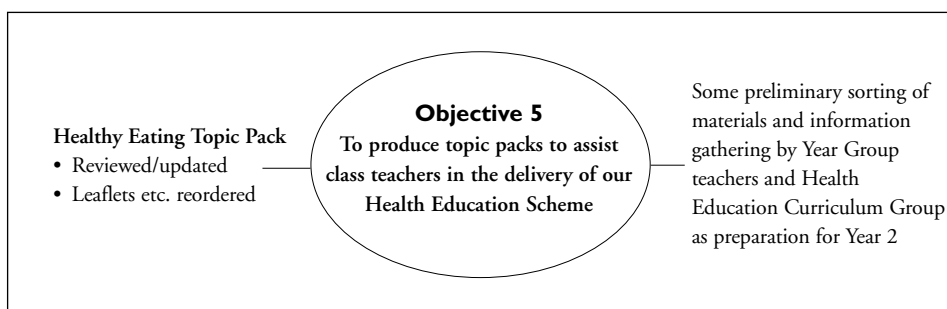 Healthy Eating Topic Pack
• Reviewed/updated
• Leaflets etc. reordered
Objective 5
To produce topic packs to assist
class teachers in the delivery of our
Health Education Scheme
Some preliminary sorting of
materials and information
gathering by Year Group
teachers and Health
Education Curriculum Group
as preparation for Year 2